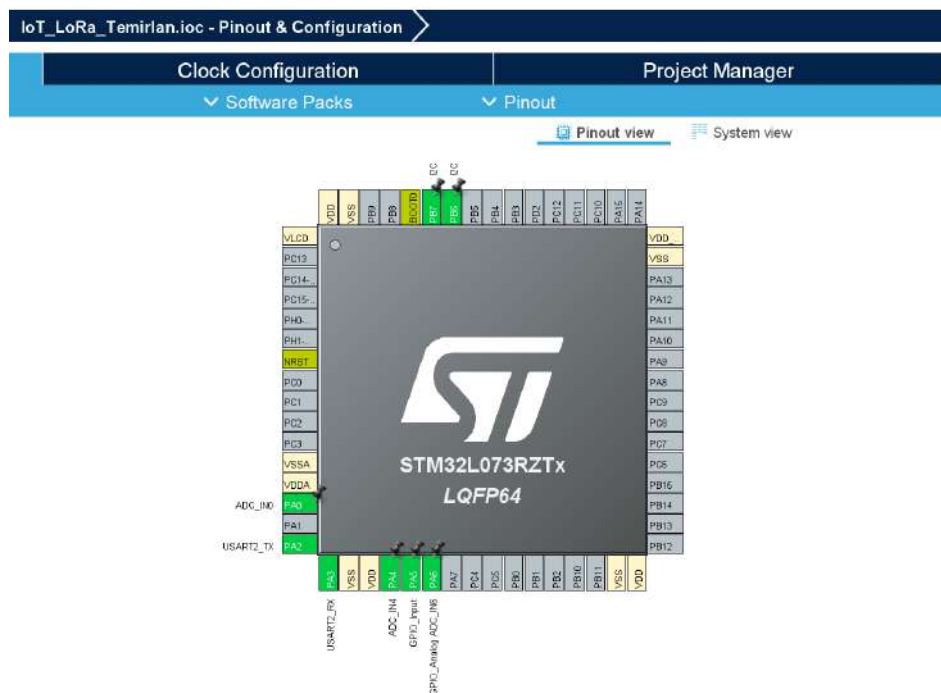 IoT_LoRa_Temirlan.ioc - Pinout & Configuration
Clock Configuration
Project Manager
Software Packs
Pinout
Pinout view
System view
I2C
I2C
VDD
VSS
PB9
PB8
BOOT0
PB7
PB6
PB5
PB4
PB3
PD2
PC12
PC11
PC10
PA15
PA14
VLCD
PC13
PC14-..
PC15-..
PH0-..
PH1-..
NRST
PC0
PC1
PC2
PC3
VSSA
VDDA
ADC_IN0
PA0
PA1
USART2_TX
PA2
VDD_..
VSS
PA13
PA12
PA11
PA10
PA9
PA8
PC9
PC8
PC7
PC6
PB15
PB14
PB13
PB12
STM32L073RZTx
LQFP64
PA3
VSS
VDD
PA4
PA5
PA6
PA7
PC4
PC5
PB0
PB1
PB2
PB10
PB11
VSS
VDD
USART2_RX
ADC_IN4
GPIO_Input
GPIO_Analog ADC_IN6